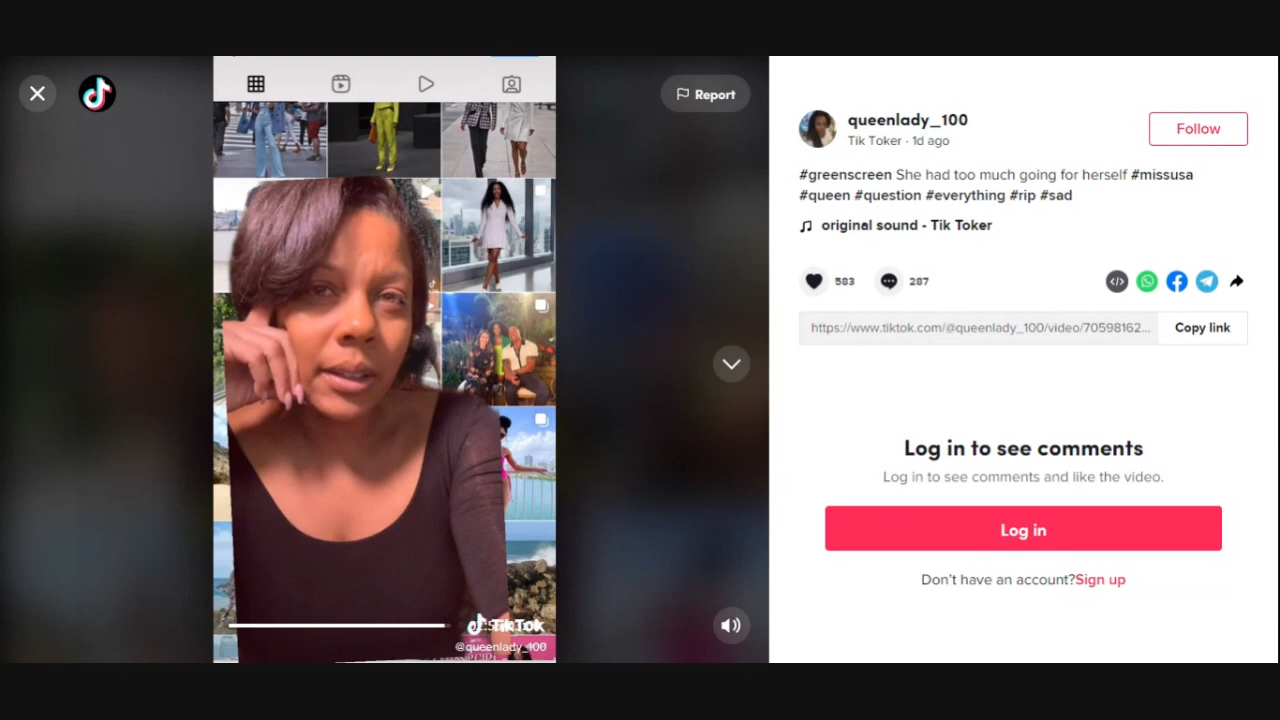 Report
queenlady_100
Tik Toker · 1d ago
Follow
#greenscreen She had too much going for herself #missusa
#queen #question #everything #rip #sad
original sound - Tik Toker
583
287
https://www.tiktok.com/@queenlady_100/video/70598162...
Copy link
Log in to see comments
Log in to see comments and like the video.
Log in
Don't have an account?Sign up
TikTok
@queenlady_100